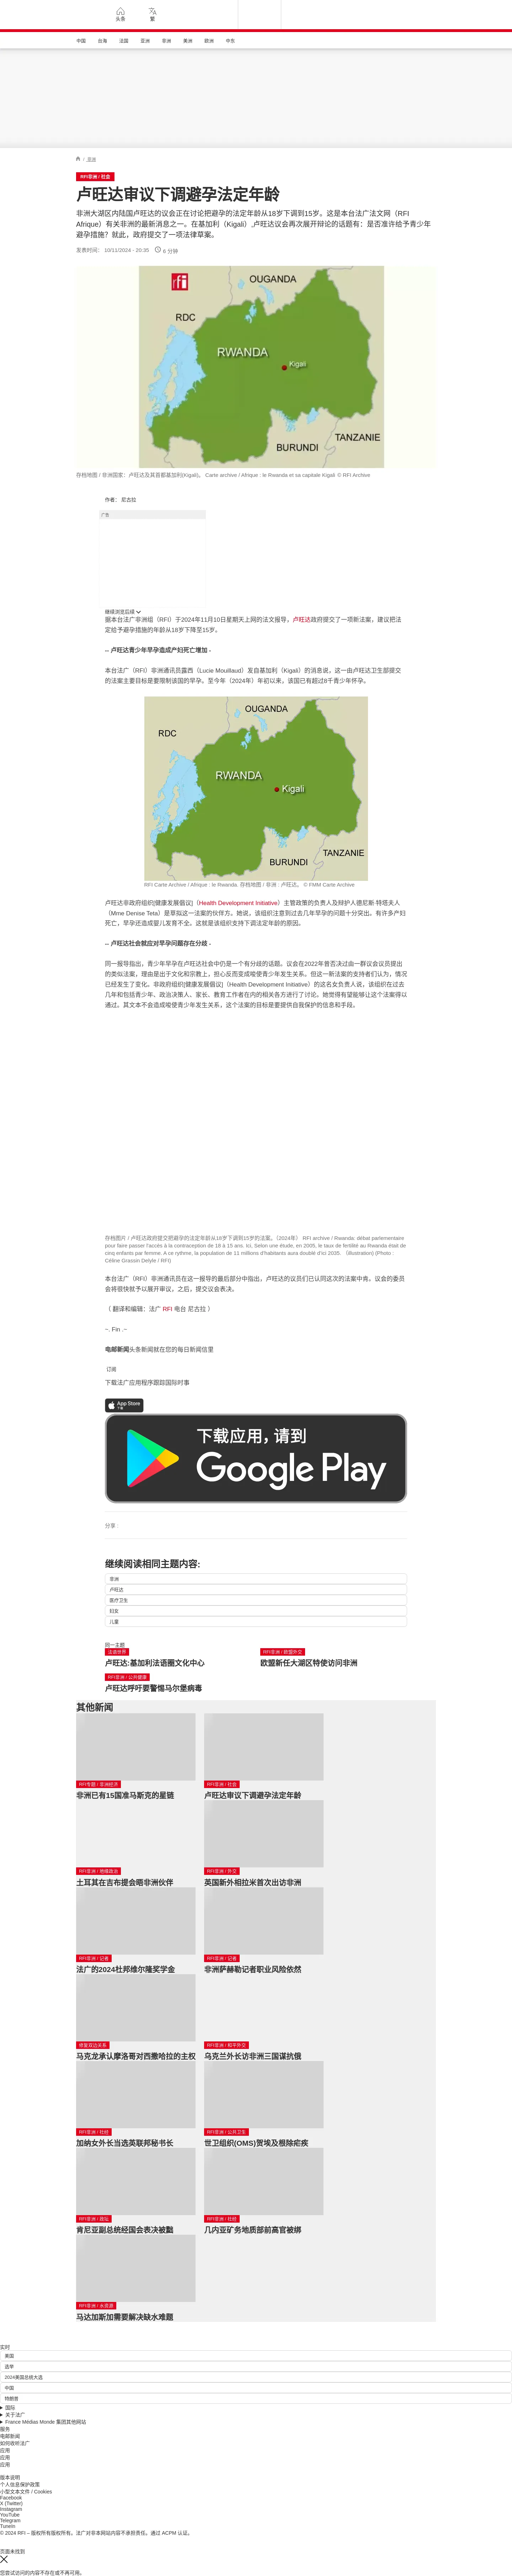 头条
繁
中国 台海 法国 亚洲 非洲 美洲 欧洲 中东
/ 非洲
RFI非洲 / 社会
卢旺达审议下调避孕法定年龄
非洲大湖区内陆国卢旺达的议会正在讨论把避孕的法定年龄从18岁下调到15岁。这是本台法广法文网（RFI
Afrique）有关非洲的最新消息之一。在基加利（Kigali）,卢旺达议会再次展开辩论的话题有：是否准许给予青少年
避孕措施？就此，政府提交了一项法律草案。
发表时间： 10/11/2024 - 20:35 6 分钟
rfi
OUGANDA
RDC
RWANDA
Kigali
TANZANIE
BURUNDI
存档地图 / 非洲国家：卢旺达及其首都基加利(Kigali)。 Carte archive / Afrique : le Rwanda et sa capitale Kigali © RFI Archive
作者： 尼古拉
广告
继续浏览后续
据本台法广非洲组（RFI）于2024年11月10日星期天上网的法文报导，卢旺达政府提交了一项新法案，建议把法
定给予避孕措施的年龄从18岁下降至15岁。
-- 卢旺达青少年早孕造成产妇死亡增加 -
本台法广（RFI）非洲通讯员露西（Lucie Mouillaud）发自基加利（Kigali）的消息说，这一由卢旺达卫生部提交
的法案主要目标是要限制该国的早孕。至今年（2024年）年初以来，该国已有超过8千青少年怀孕。
OUGANDA
RDC
RWANDA
Kigali
TANZANIE
BURUNDI
RFI Carte Archive / Afrique : le Rwanda. 存档地图 / 非洲 : 卢旺达。 © FMM Carte Archive
卢旺达非政府组织[健康发展倡议]（Health Development Initiative）主管政策的负责人及辩护人德尼斯·特塔夫人
（Mme Denise Teta）是草拟这一法案的伙伴方。她说，该组织注意到过去几年早孕的问题十分突出。有许多产妇
死亡，早孕还造成婴儿发育不全。这就是该组织支持下调法定年龄的原因。
-- 卢旺达社会就应对早孕问题存在分歧 -
同一报导指出，青少年早孕在卢旺达社会中仍是一个有分歧的话题。议会在2022年曾否决过由一群议会议员提出
的类似法案，理由是出于文化和宗教上，担心反而变成唆使青少年发生关系。但这一新法案的支持者们认为，情况
已经发生了变化。非政府组织[健康发展倡议]（Health Development Initiative）的这名女负责人说，该组织在过去
几年和包括青少年、政治决策人、家长、教育工作者在内的相关各方进行了讨论。她觉得有望能够让这个法案得以
通过。其文本不会造成唆使青少年发生关系，这个法案的目标是要提供自我保护的信息和手段。
存档图片 / 卢旺达政府提交把避孕的法定年龄从18岁下调到15岁的法案。（2024年） RFI archive / Rwanda: débat parlementaire
pour faire passer l'accès à la contraception de 18 à 15 ans. Ici, Selon une étude, en 2005, le taux de fertilité au Rwanda était de
cinq enfants par femme. A ce rythme, la population de 11 millions d'habitants aura doublé d'ici 2035. （Illustration) (Photo :
Céline Grassin Delyle / RFI)
本台法广（RFI）非洲通讯员在这一报导的最后部分中指出，卢旺达的议员们已认同这次的法案中肯。议会的委员
会将很快就予以展开审议，之后，提交议会表决。
（ 翻译和编辑：法广 RFI 电台 尼古拉 ）
~. Fin .~
电邮新闻头条新闻就在您的每日新闻信里
订阅
下载法广应用程序跟踪国际时事
App Store
下载
下载应用，请到
Google Play
分享 :
继续阅读相同主题内容:
非洲
卢旺达
医疗卫生
妇女
儿童
同一主题
法语世界
卢旺达:基加利法语圈文化中心
RFI非洲 / 欧盟外交
欧盟新任大湖区特使访问非洲
RFI非洲 / 公共健康
卢旺达呼吁要警惕马尔堡病毒
其他新闻
RFI专题 / 非洲经济
非洲已有15国准马斯克的星链
RFI非洲 / 社会
卢旺达审议下调避孕法定年龄
RFI非洲 / 地缘政治
土耳其在吉布提会晤非洲伙伴
RFI非洲 / 外交
英国新外相拉米首次出访非洲
RFI非洲 / 记者
法广的2024杜邦维尔隆奖学金
RFI非洲 / 记者
非洲萨赫勒记者职业风险依然
修复双边关系
马克龙承认摩洛哥对西撒哈拉的主权
RFI非洲 / 和平外交
乌克兰外长访非洲三国谋抗俄
RFI非洲 / 社经
加纳女外长当选英联邦秘书长
RFI非洲 / 公共卫生
世卫组织(OMS)贺埃及根除疟疾
RFI非洲 / 政坛
肯尼亚副总统经国会表决被黜
RFI非洲 / 社经
几内亚矿务地质部前高官被绑
RFI非洲 / 水资源
马达加斯加需要解决缺水难题
实时
美国
选举
2024美国总统大选
中国
特朗普
国际
关于法广
France Médias Monde 集团其他网站
服务
电邮新闻
如何收听法广
应用
应用
应用
版本说明
个人信息保护政策
小型文本文件 / Cookies
Facebook
X (Twitter)
Instagram
YouTube
Telegram
TuneIn
© 2024 RFI – 版权所有版权所有。法广对非本网站内容不承担责任。通过 ACPM 认证。
页面未找到
您尝试访问的内容不存在或不再可用。